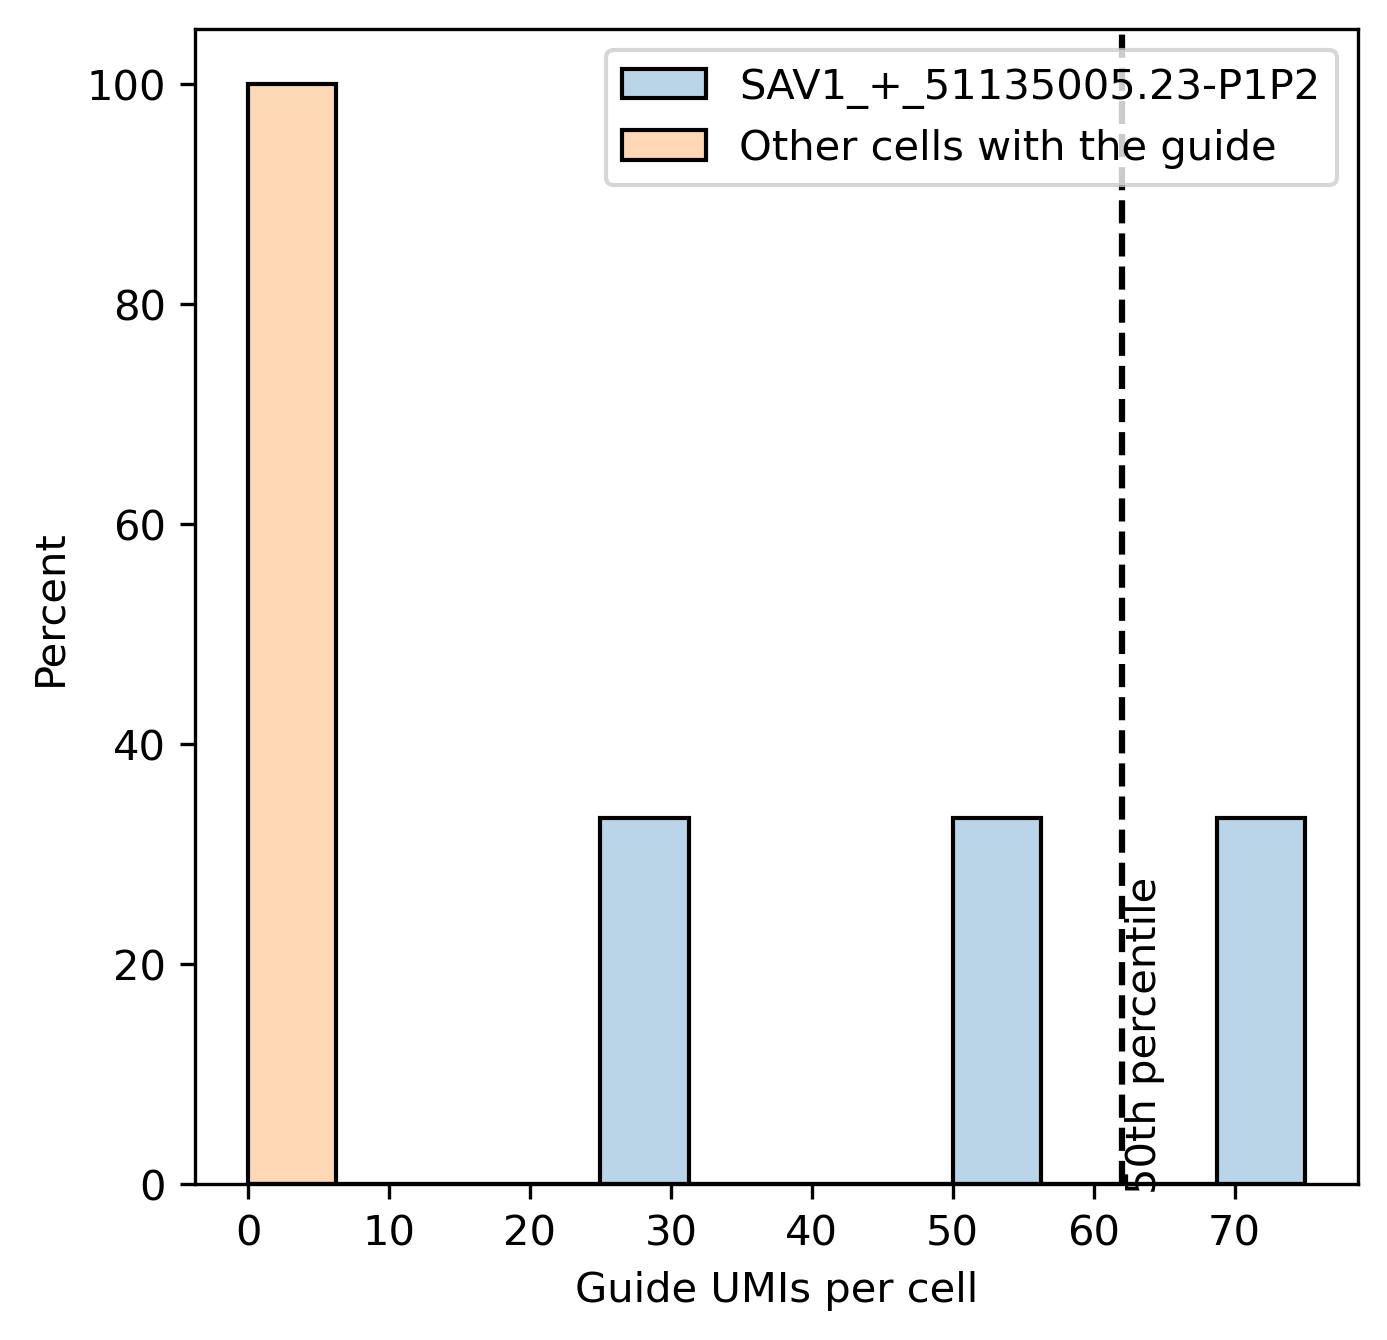 SAV1_+_51135005.23-P1P2
Other cells with the guide
100
80
60
40
20
0
Percent
50th percentile
0 10 20 30 40 50 60 70
Guide UMIs per cell